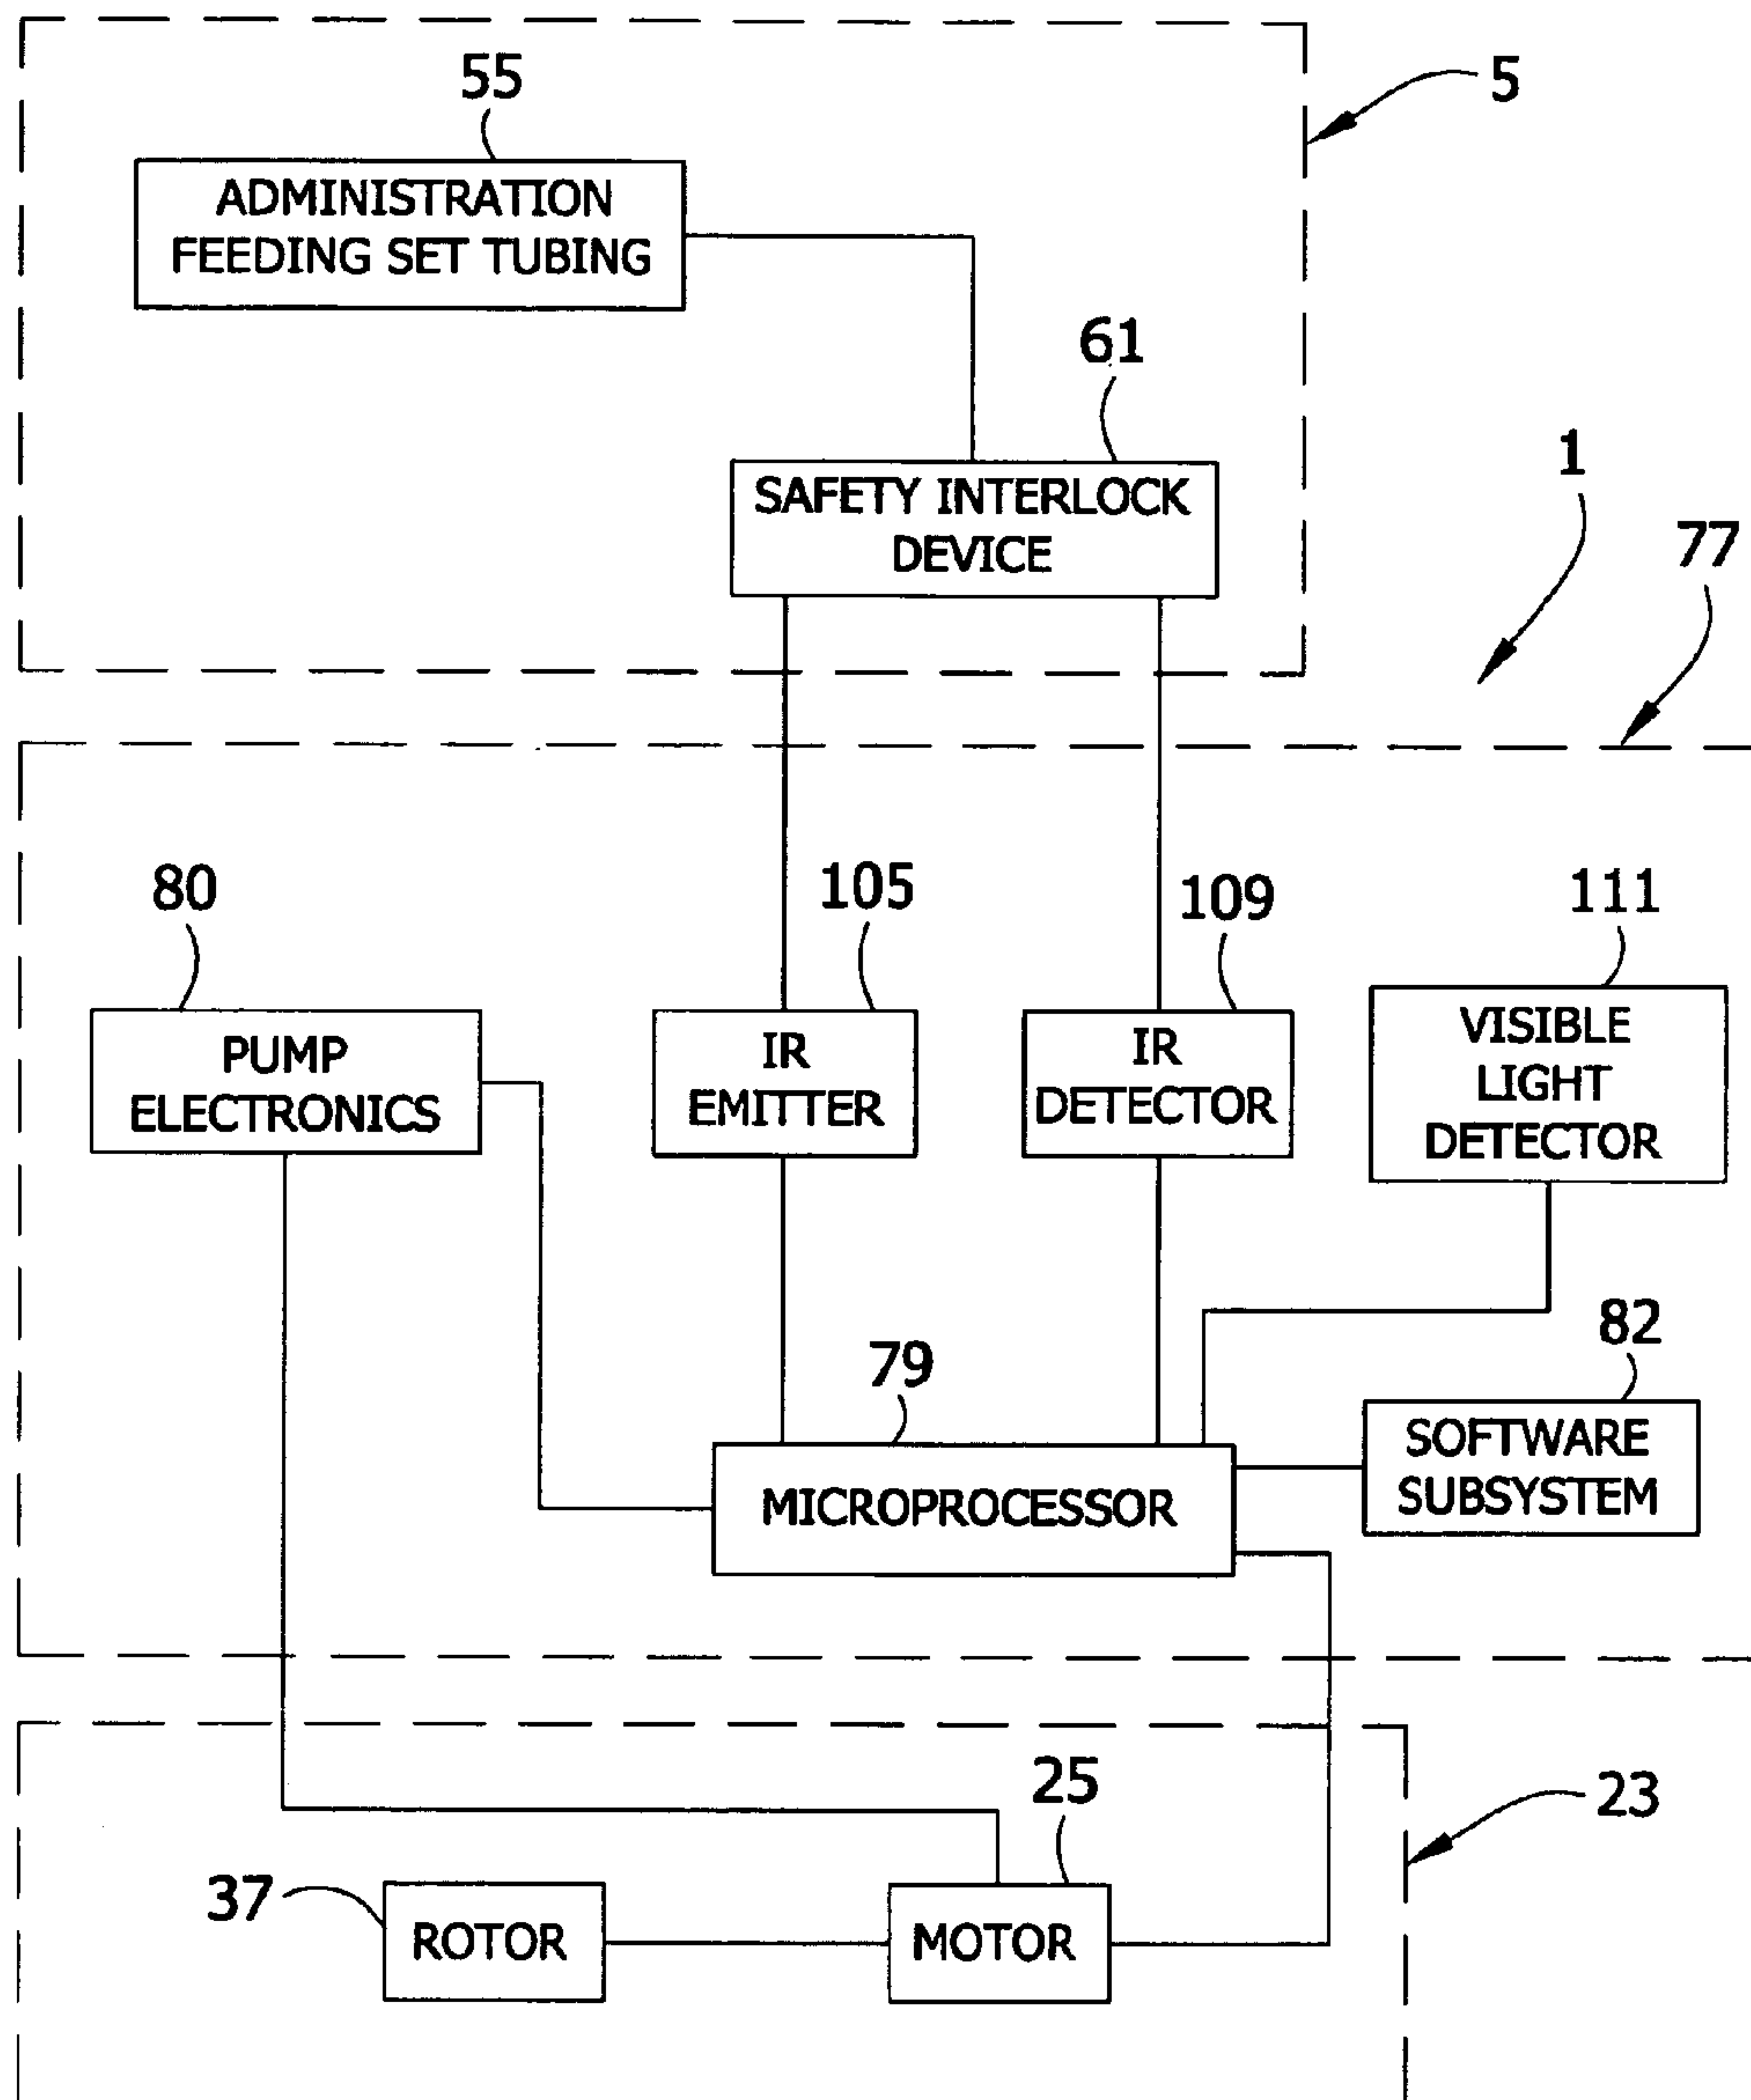 55
5
ADMINISTRATION
FEEDING SET TUBING
61
SAFETY INTERLOCK
DEVICE
1
77
80
105
109
111
PUMP
ELECTRONICS
IR
EMITTER
IR
DETECTOR
VISIBLE
LIGHT
DETECTOR
79
82
MICROPROCESSOR
SOFTWARE
SUBSYSTEM
25
23
37
ROTOR
MOTOR